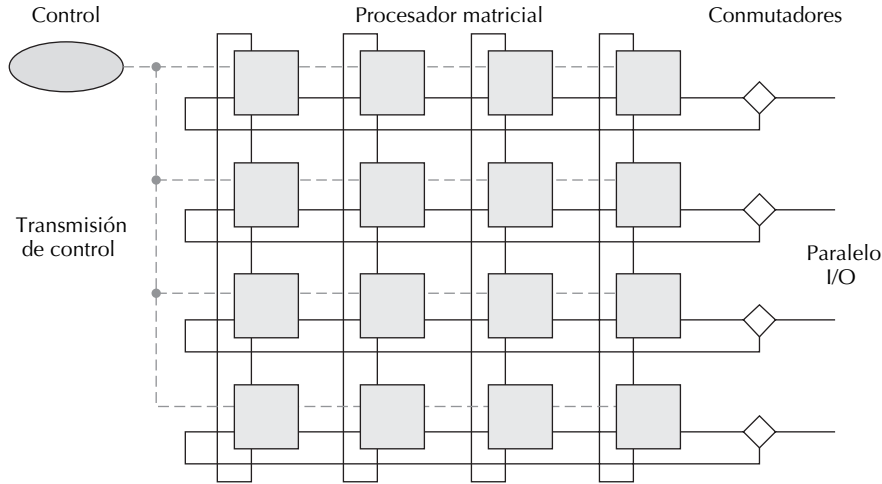 Control
Procesador matricial
Conmutadores
Transmisión
de control
Paralelo
I/O